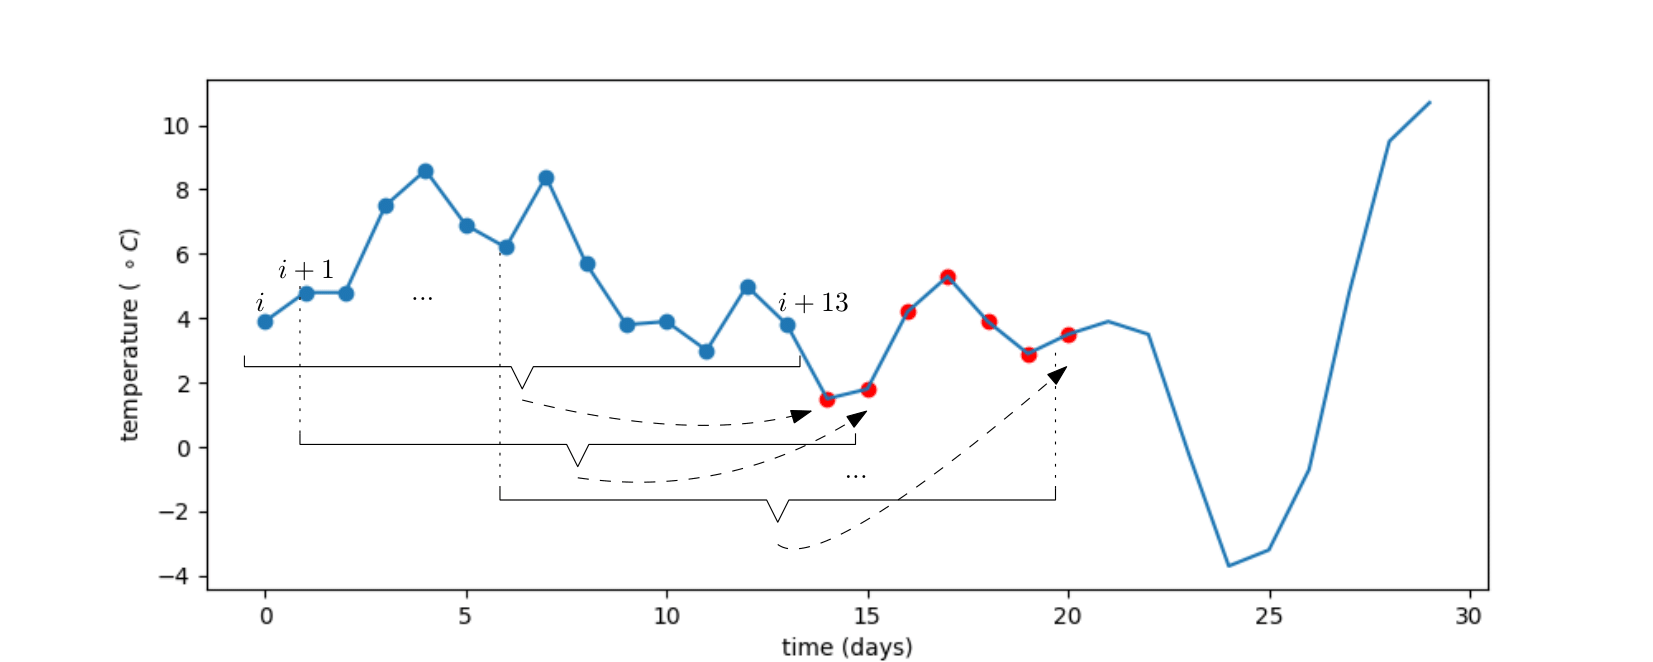 10
8
6
4
2
0
−2
−4
temperature ( ∘C)
i
i + 1
...
i + 13
...
0 5 10 15 20 25 30
time (days)